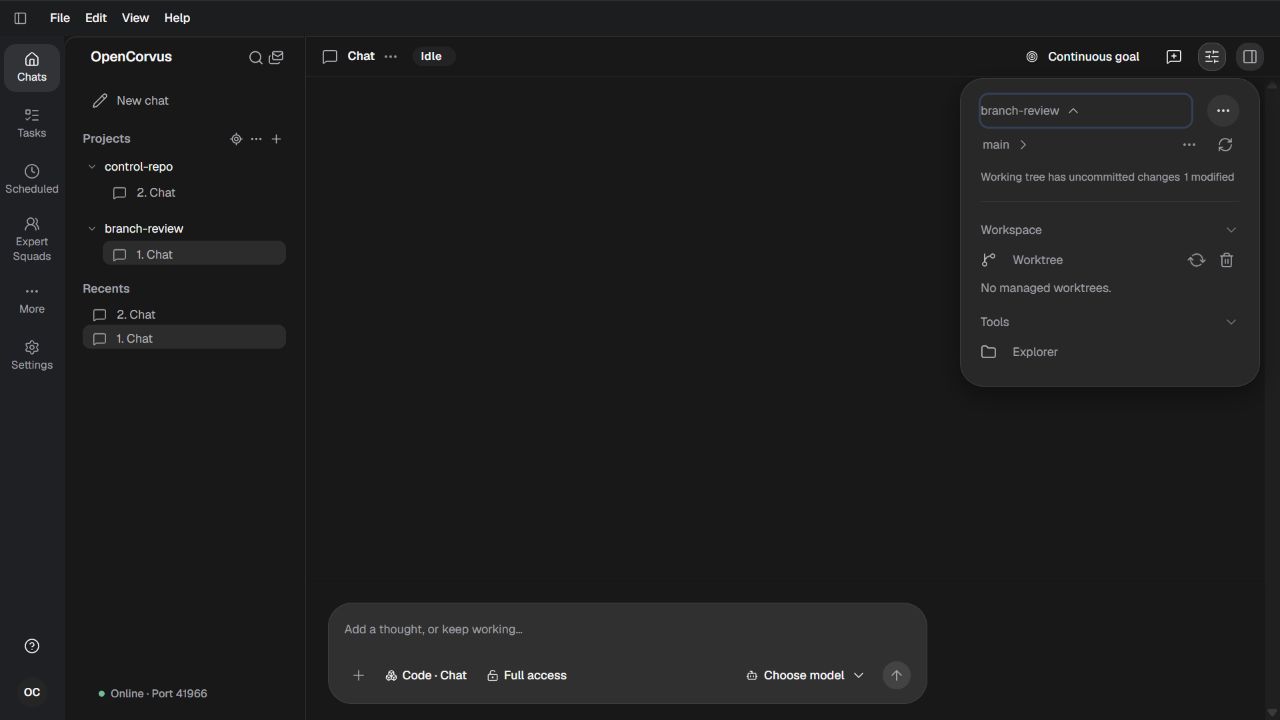 File Edit View Help
Chats
Tasks
Scheduled
Expert
Squads
More
Settings
OC
OpenCorvus
New chat
Projects
control-repo
2. Chat
branch-review
1. Chat
Recents
2. Chat
1. Chat
Online · Port 41966
Chat ··· Idle
Continuous goal
branch-review
main
Working tree has uncommitted changes 1 modified
Workspace
Worktree
No managed worktrees.
Tools
Explorer
Add a thought, or keep working...
Code · Chat Full access Choose model